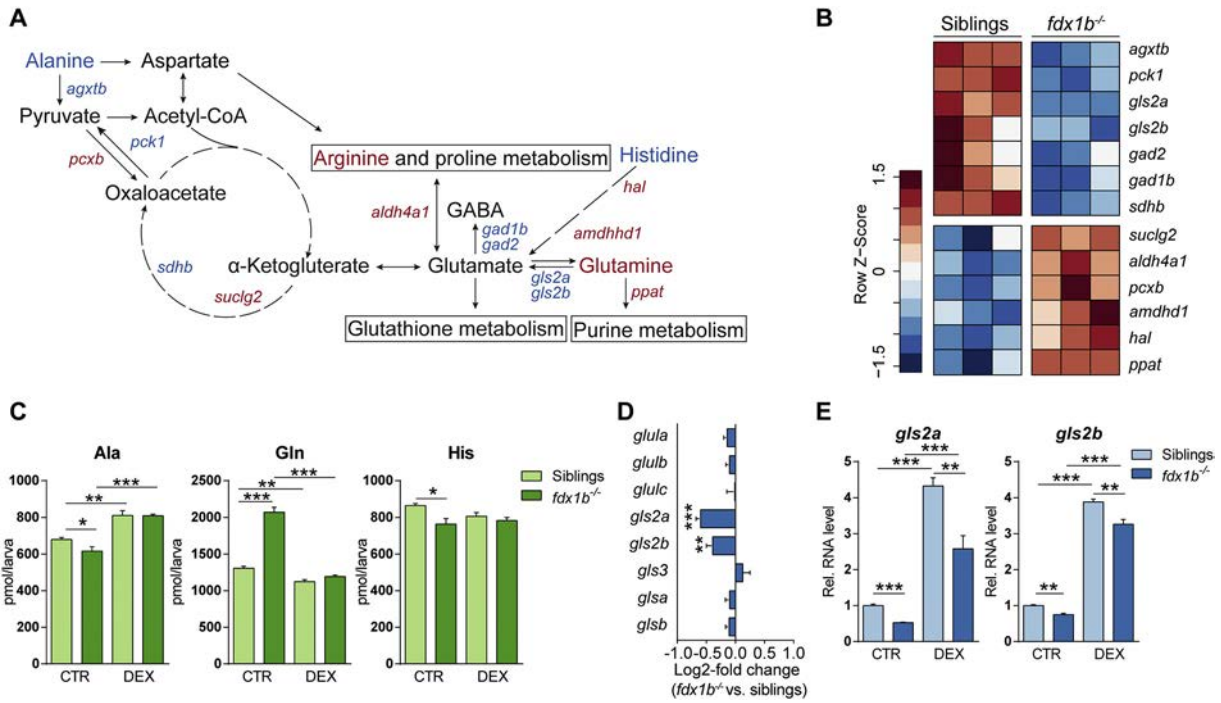 A
Alanine
Aspartate
agxtb
Pyruvate
Acetyl-CoA
pck1
pcxb
Oxaloacetate
sdhb
suclg2
α-Ketogluterate
Arginine and proline metabolism
Histidine
hal
aldh4a1
GABA
gad1b
gad2
amdhhd1
Glutamate
Glutamine
gls2a
gls2b
ppat
Glutathione metabolism
Purine metabolism
B
Siblings
fdx1b-/-
agxtb
pck1
gls2a
gls2b
gad2
gad1b
sdhb
suclg2
aldh4a1
pcxb
amdhd1
hal
ppat
Row Z-Score
1.5
0
−1.5
C
Ala
pmol/larva
1000
800
600
400
200
0
*
**
***
CTR
DEX
Gln
pmol/larva
2500
2000
1500
1000
500
0
***
**
***
CTR
DEX
His
pmol/larva
1000
800
600
400
200
0
*
CTR
DEX
Siblings
fdx1b-/-
D
glula
glulb
glulc
gls2a
gls2b
gls3
glsa
glsb
***
**
-1.0
-0.5
0.0
0.5
1.0
Log2-fold change
(fdx1b-/- vs. siblings)
E
gls2a
Rel. RNA level
5
4
3
2
1
0
***
***
***
**
CTR
DEX
gls2b
Rel. RNA level
5
4
3
2
1
0
**
***
***
**
CTR
DEX
Siblings
fdx1b-/-